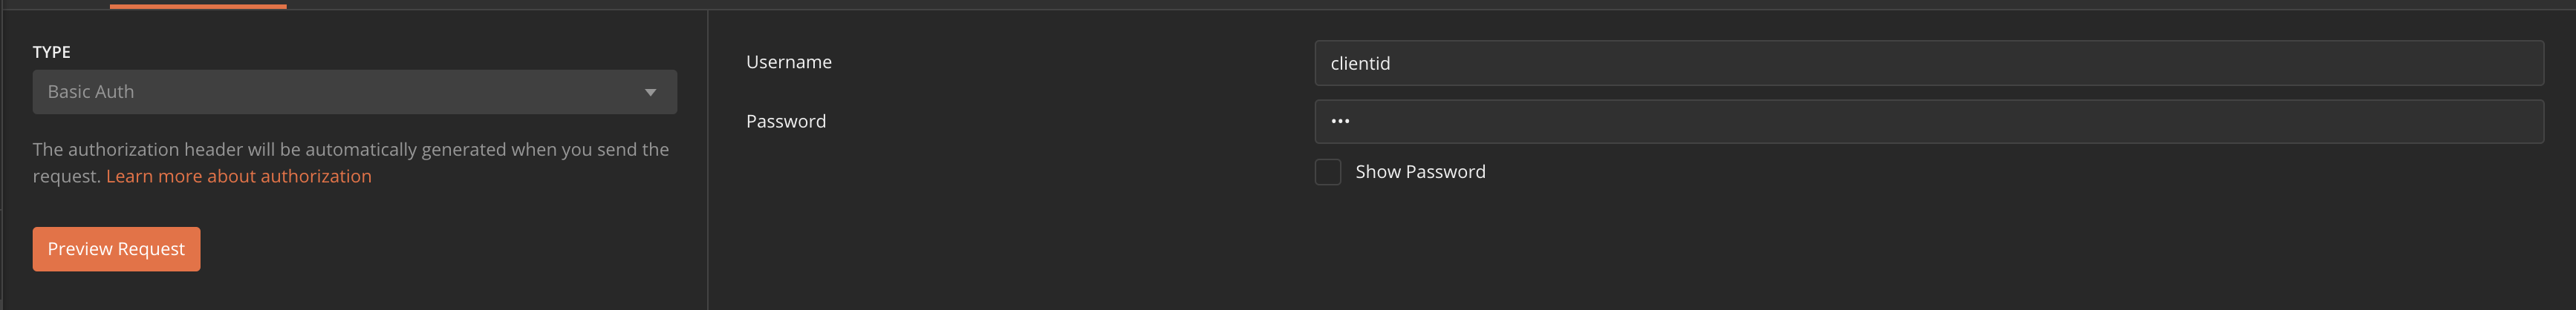 TYPE
Basic Auth
The authorization header will be automatically generated when you send the
request. Learn more about authorization
Preview Request
Username
clientid
Password
•••
Show Password